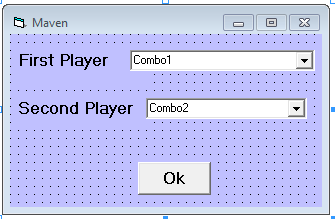 Maven
First Player Combo1
Second Player Combo2
Ok